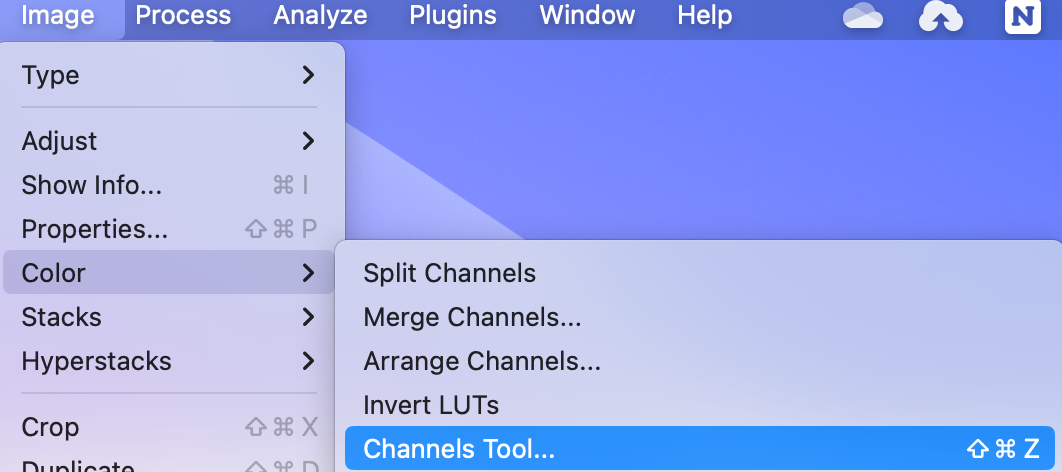 Image Process Analyze Plugins Window Help N
Type
Adjust
Show Info... ⌘ I
Properties... ⇧ ⌘ P
Color
Split Channels
Stacks
Merge Channels...
Hyperstacks
Arrange Channels...
Invert LUTs
Crop ⇧ ⌘ X
Channels Tool... ⇧ ⌘ Z
Duplicate ⇧ ⌘ D